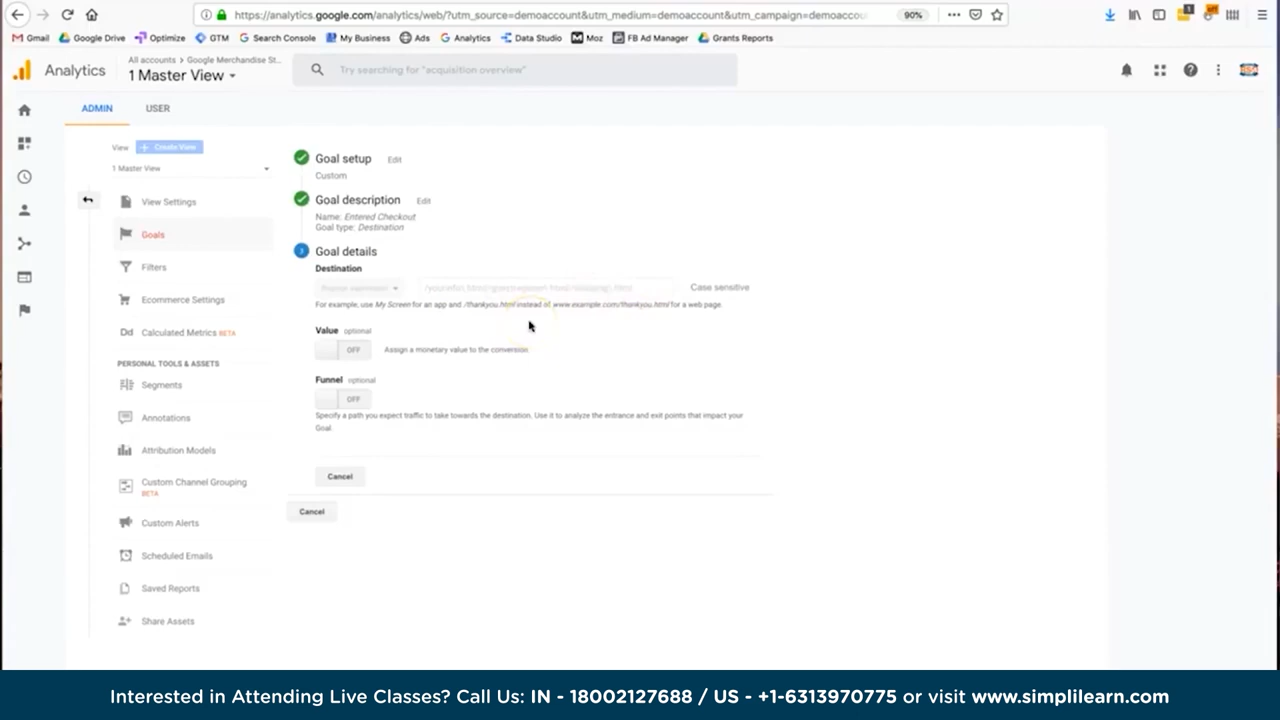 https://analytics.google.com/analytics/web/?utm_source=demoaccount&utm_medium=demoaccount&utm_campaign=demoaccou
90%
Gmail Google Drive Optimize GTM Search Console My Business Ads Analytics Data Studio Moz FB Ad Manager Grants Reports
Analytics
All accounts > Google Merchandise St...
1 Master View
Try searching for "acquisition overview"
ADMIN USER
View + Create View
1 Master View
View Settings
Goals
Filters
Ecommerce Settings
Dd Calculated Metrics BETA
PERSONAL TOOLS & ASSETS
Segments
Annotations
Attribution Models
Custom Channel Grouping
BETA
Custom Alerts
Scheduled Emails
Saved Reports
Share Assets
Goal setup Edit
Custom
Goal description Edit
Name: Entered Checkout
Goal type: Destination
3 Goal details
Destination
Case sensitive
For example, use My Screen for an app and /thankyou.html instead of www.example.com/thankyou.html for a web page.
Value optional
OFF Assign a monetary value to the conversion.
Funnel optional
OFF
Specify a path you expect traffic to take towards the destination. Use it to analyze the entrance and exit points that impact your
Goal.
Cancel
Cancel
Interested in Attending Live Classes? Call Us: IN - 18002127688 / US - +1-6313970775 or visit www.simplilearn.com